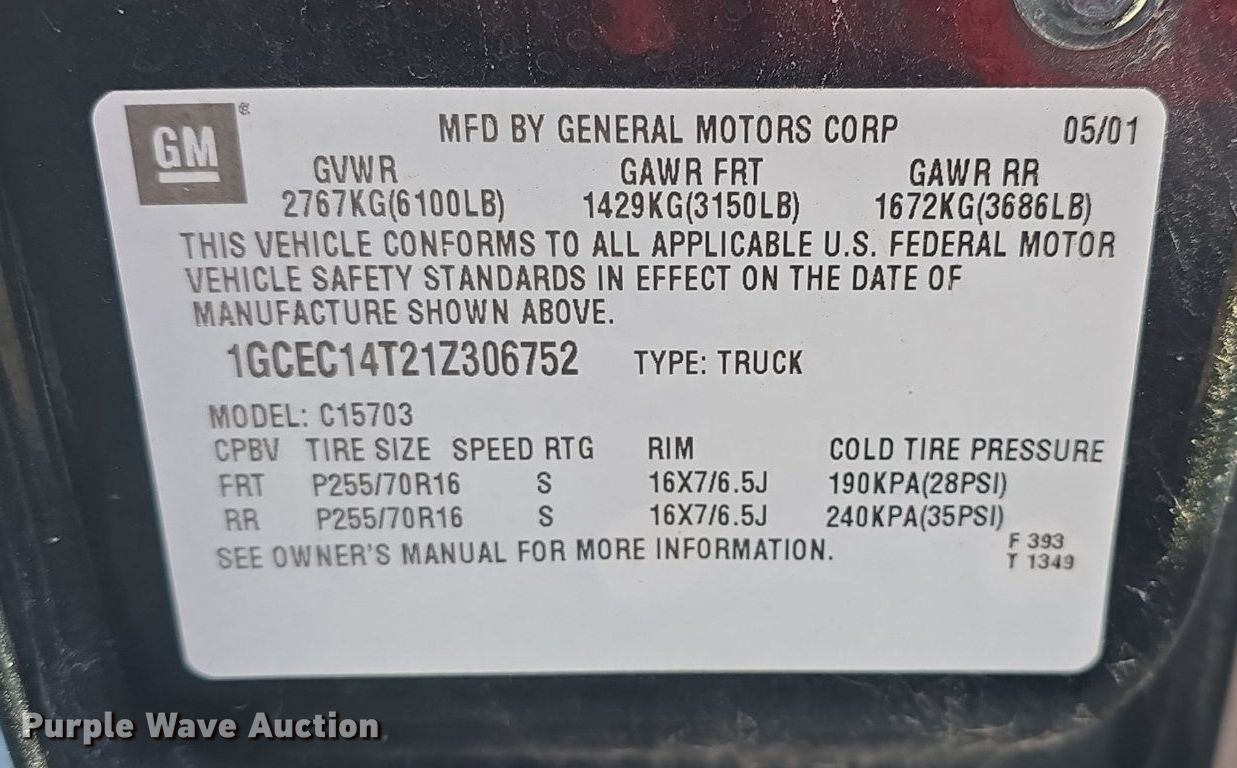 GM ®
MFD BY GENERAL MOTORS CORP 05/01
GVWR GAWR FRT GAWR RR
2767KG(6100LB) 1429KG(3150LB) 1672KG(3686LB)
THIS VEHICLE CONFORMS TO ALL APPLICABLE U.S. FEDERAL MOTOR
VEHICLE SAFETY STANDARDS IN EFFECT ON THE DATE OF
MANUFACTURE SHOWN ABOVE.
1GCEC14T21Z306752 TYPE: TRUCK
MODEL: C15703
CPBV TIRE SIZE SPEED RTG RIM COLD TIRE PRESSURE
FRT P255/70R16 S 16X7/6.5J 190KPA(28PSI)
RR P255/70R16 S 16X7/6.5J 240KPA(35PSI)
SEE OWNER'S MANUAL FOR MORE INFORMATION.
F 393
T 1349
Purple Wave Auction